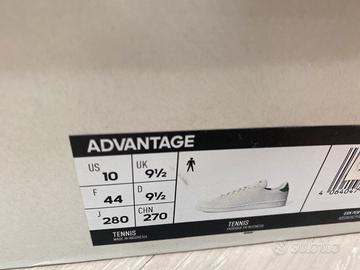 ADVANTAGE
US 10 UK 9½
F 44 D 9½
J 280 CHN 270
TENNIS TENNIS
MADE IN INDONESIA
subito